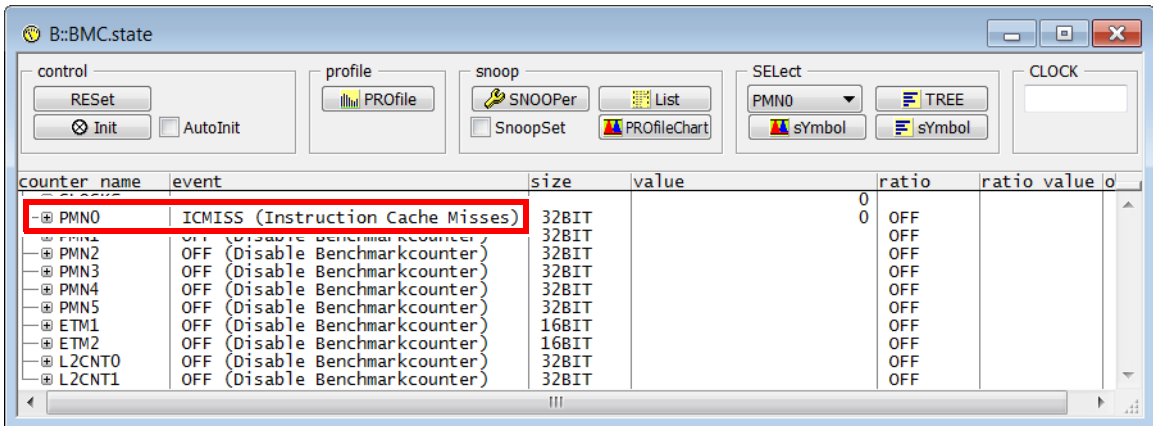 B::BMC.state
control
profile
snoop
SELect
CLOCK
RESet
PROfile
SNOOPer
List
PMN0
TREE
Init
AutoInit
SnoopSet
PROfileChart
sYmbol
sYmbol
counter name event size value ratio ratio value o
0
PMN0 ICMISS (Instruction Cache Misses) 32BIT 0 OFF
PMN1 OFF (Disable Benchmarkcounter) 32BIT OFF
PMN2 OFF (Disable Benchmarkcounter) 32BIT OFF
PMN3 OFF (Disable Benchmarkcounter) 32BIT OFF
PMN4 OFF (Disable Benchmarkcounter) 32BIT OFF
PMN5 OFF (Disable Benchmarkcounter) 32BIT OFF
ETM1 OFF (Disable Benchmarkcounter) 16BIT OFF
ETM2 OFF (Disable Benchmarkcounter) 16BIT OFF
L2CNT0 OFF (Disable Benchmarkcounter) 32BIT OFF
L2CNT1 OFF (Disable Benchmarkcounter) 32BIT OFF